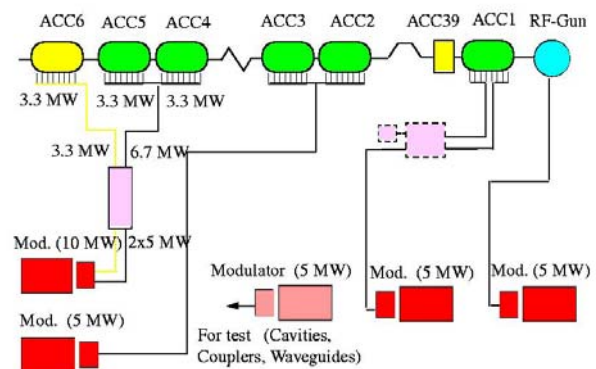 ACC6 ACC5 ACC4 ACC3 ACC2 ACC39 ACC1 RF-Gun
3.3 MW 3.3 MW 3.3 MW
3.3 MW 6.7 MW
Mod. (10 MW) 2x5 MW
Modulator (5 MW)
Mod. (5 MW)
Mod. (5 MW)
Mod. (5 MW)
For test (Cavities,
Couplers, Waveguides)